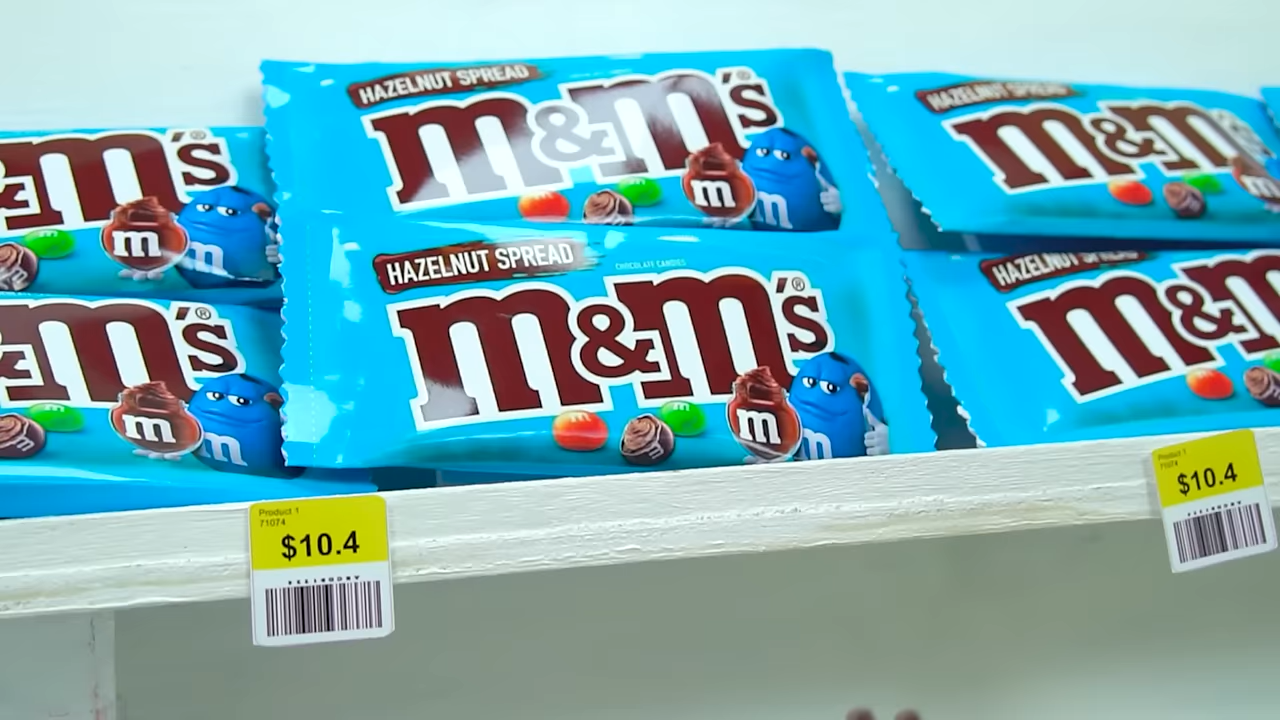 HAZELNUT SPREAD
m&m's®
m
m
HAZELNUT SPREAD
CHOCOLATE CANDIES
m&m's®
m
m
m
&m's®
m
m
&m's®
m
m
HAZELNUT SPREAD
m&m
m
HAZELNUT SPREAD
m&m
Product 1
71074
$10.4
Product 1
71074
$10.4